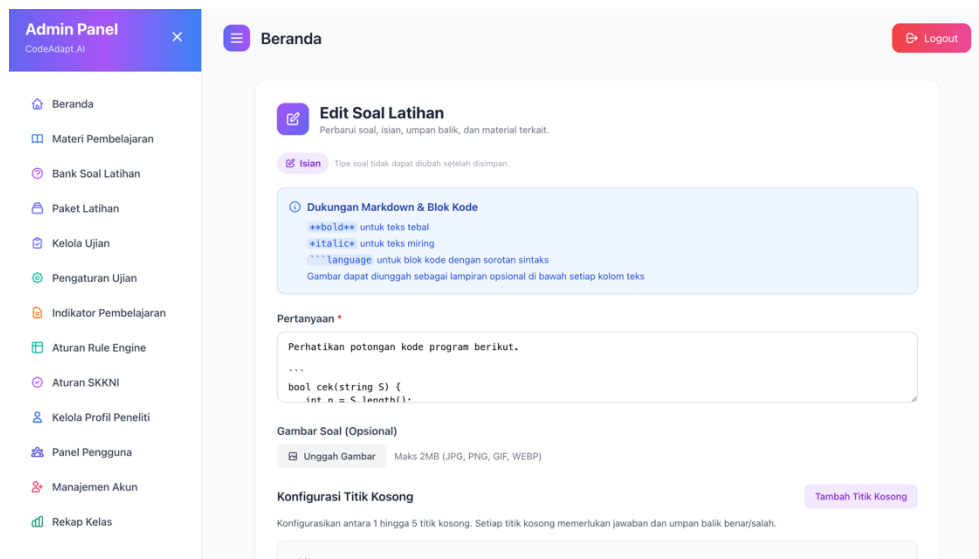 Admin Panel
CodeAdapt.AI
Beranda
Materi Pembelajaran
Bank Soal Latihan
Paket Latihan
Kelola Ujian
Pengaturan Ujian
Indikator Pembelajaran
Aturan Rule Engine
Aturan SKKNI
Kelola Profil Peneliti
Panel Pengguna
Manajemen Akun
Rekap Kelas
Beranda
Logout
Edit Soal Latihan
Perbarui soal, isian, umpan balik, dan material terkait.
Isian Tipe soal tidak dapat diubah setelah disimpan.
Dukungan Markdown & Blok Kode
**bold** untuk teks tebal
*italic* untuk teks miring
```language untuk blok kode dengan sorotan sintaks
Gambar dapat diunggah sebagai lampiran opsional di bawah setiap kolom teks
Pertanyaan *
Perhatikan potongan kode program berikut.
```
bool cek(string S) {
int n = S.length();
Gambar Soal (Opsional)
Unggah Gambar Maks 2MB (JPG, PNG, GIF, WEBP)
Konfigurasi Titik Kosong
Tambah Titik Kosong
Konfigurasikan antara 1 hingga 5 titik kosong. Setiap titik kosong memerlukan jawaban dan umpan balik benar/salah.